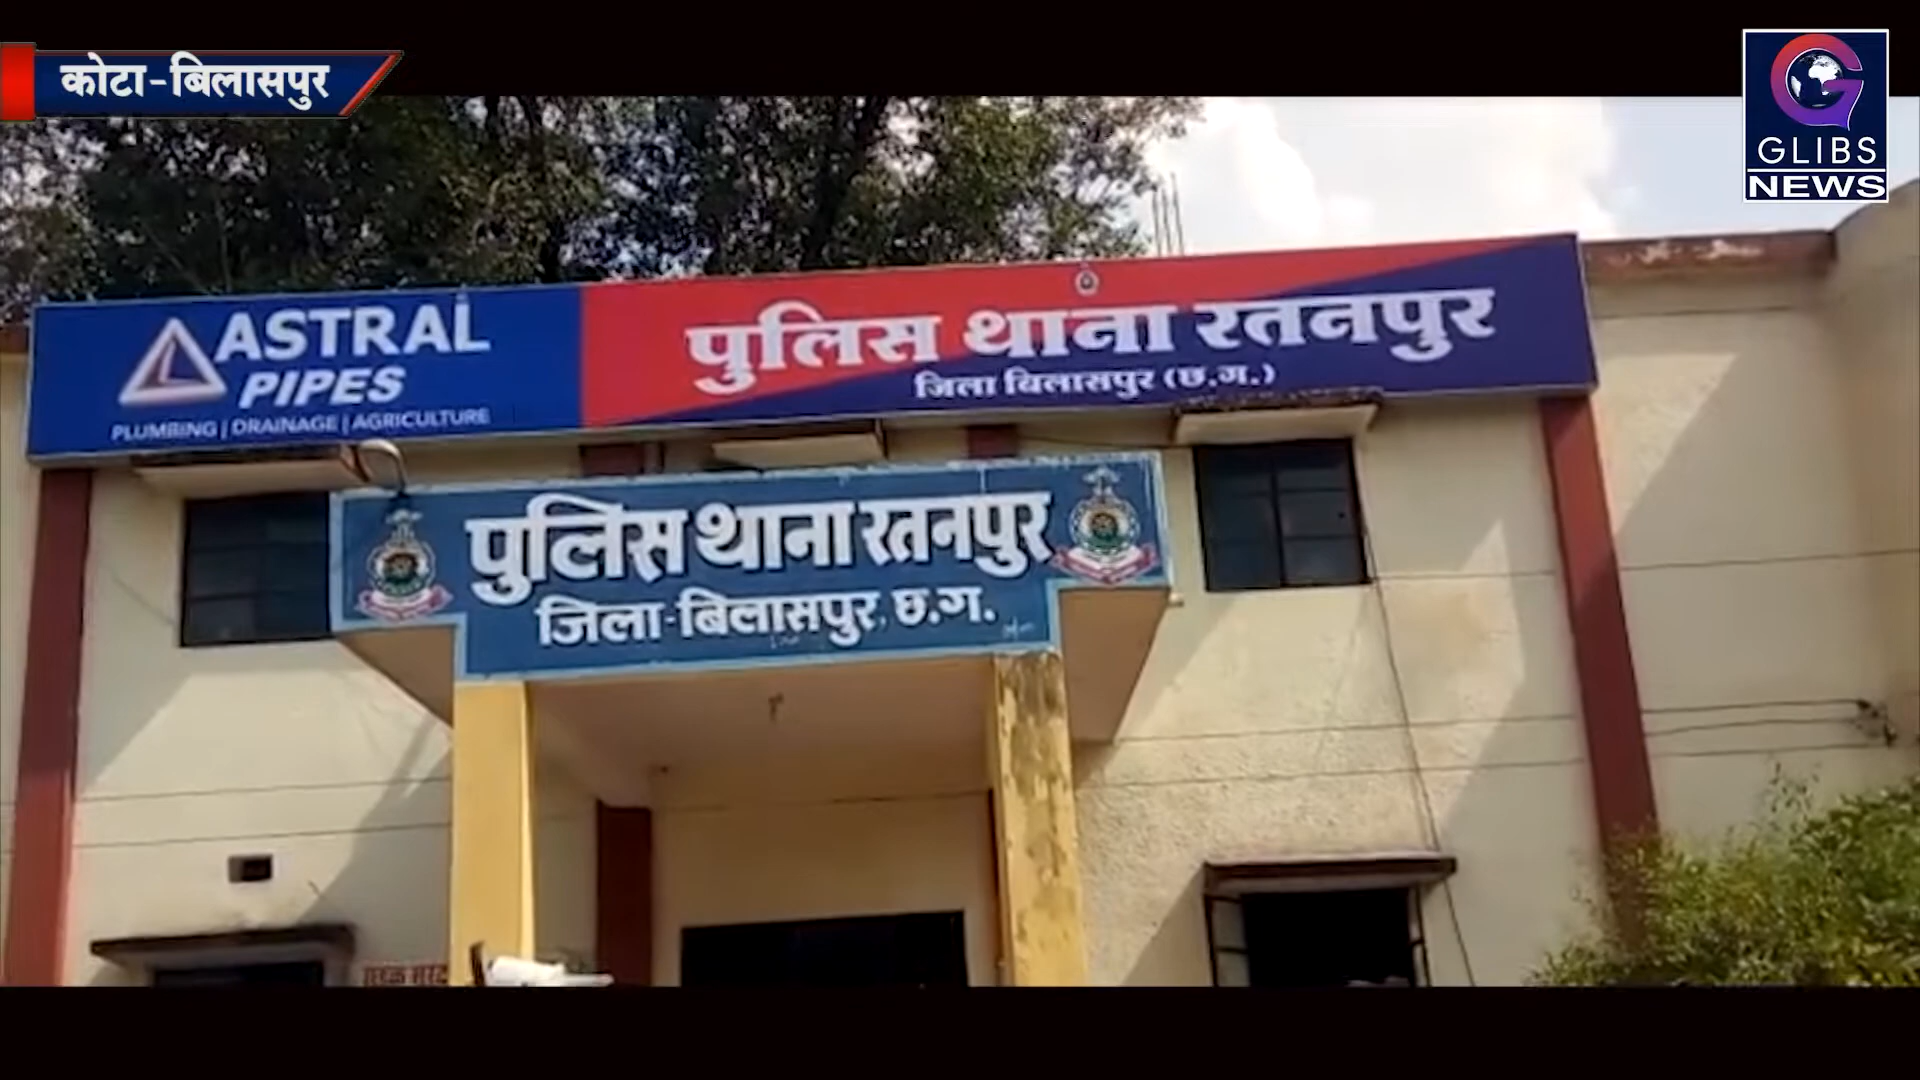 कोटा-बिलासपुर
GLIBS
NEWS
ASTRAL
PIPES
PLUMBING | DRAINAGE | AGRICULTURE
पुलिस थाना रतनपुर
जिला बिलासपुर (छ.ग.)
पुलिस थाना रतनपुर
जिला-बिलासपुर, छ.ग.